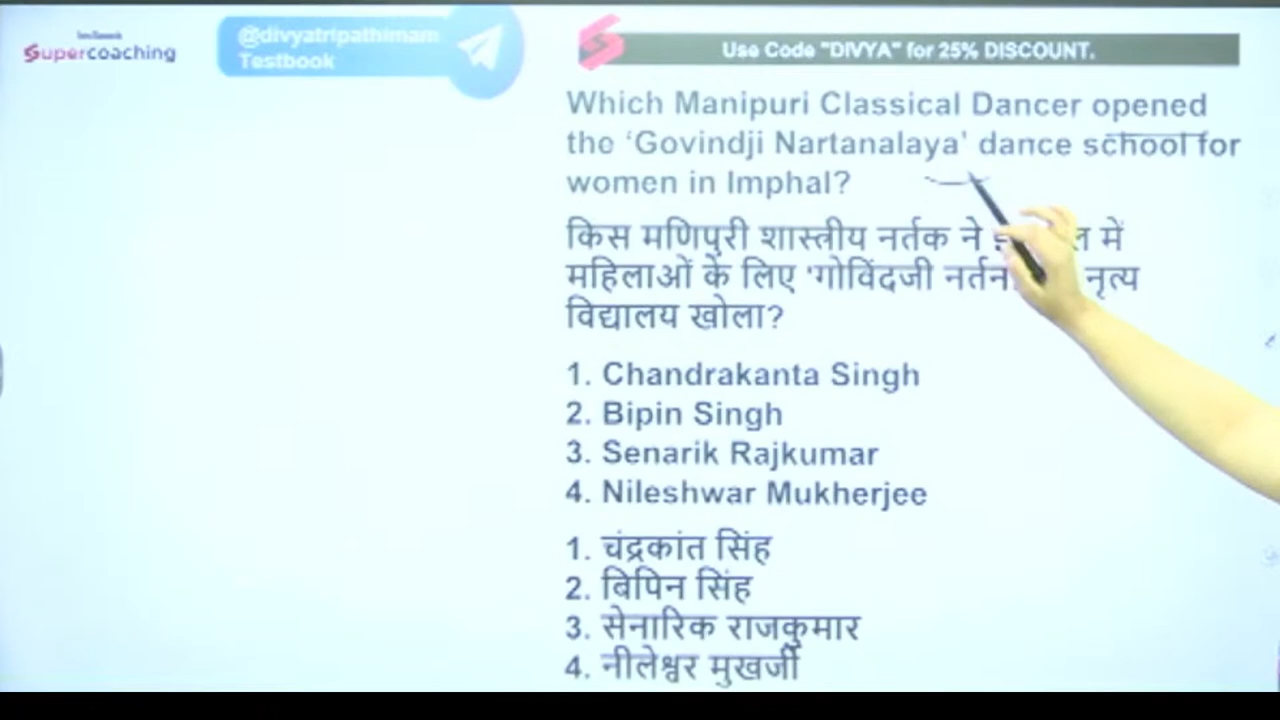 Supercoaching
@divyatripathimam
Testbook
Use Code "DIVYA" for 25% DISCOUNT.
Which Manipuri Classical Dancer opened
the ‘Govindji Nartanalaya’ dance school for
women in Imphal?
किस मणिपुरी शास्त्रीय नर्तक ने में
महिलाओं के लिए 'गोविंदजी नृत्य
विद्यालय खोला?
1. Chandrakanta Singh
2. Bipin Singh
3. Senarik Rajkumar
4. Nileshwar Mukherjee
1. चंद्रकांत सिंह
2. बिपिन सिंह
3. सेनारिक राजकुमार
4. नीलेश्वर मुखर्जी